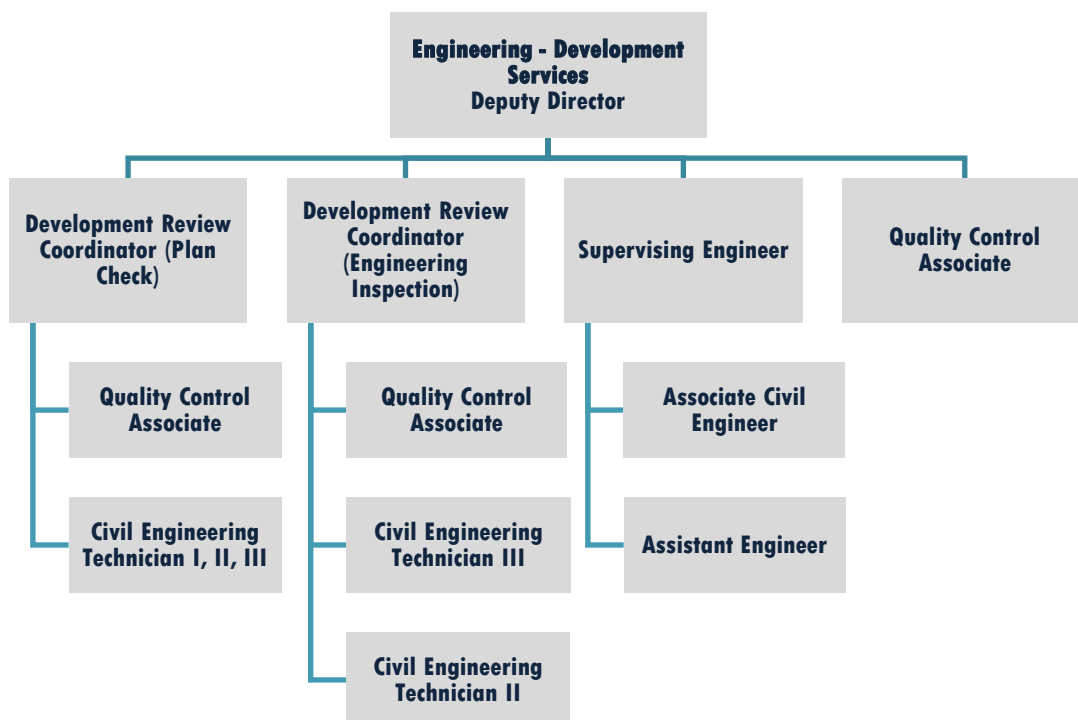 Engineering - Development
Services
Deputy Director
Development Review
Coordinator (Plan
Check)
Development Review
Coordinator
(Engineering
Inspection)
Supervising Engineer
Quality Control
Associate
Quality Control
Associate
Civil Engineering
Technician I, II, III
Quality Control
Associate
Civil Engineering
Technician III
Civil Engineering
Technician II
Associate Civil
Engineer
Assistant Engineer